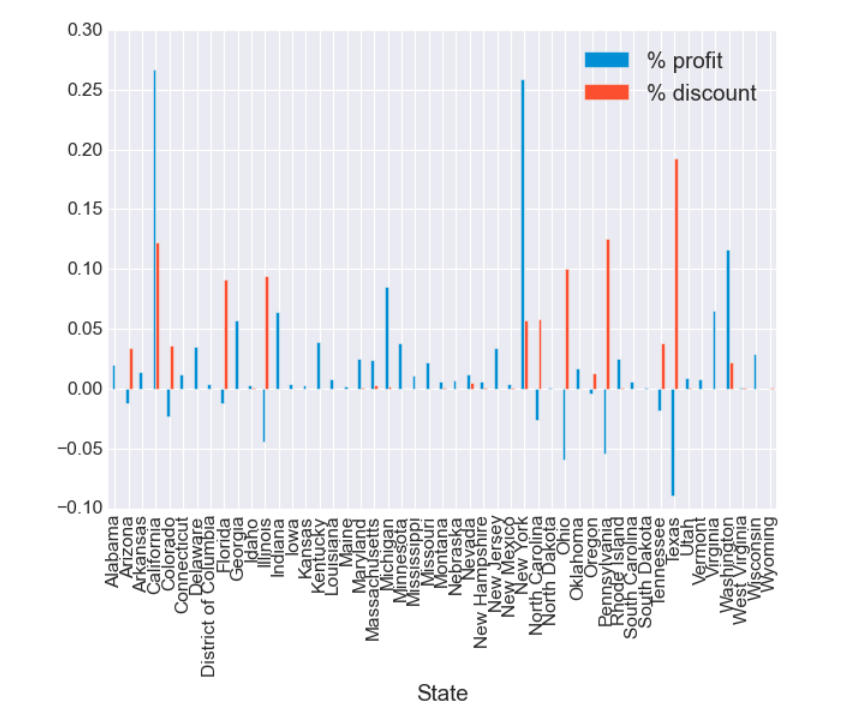 0.30
0.25
0.20
0.15
0.10
0.05
0.00
−0.05
−0.10
% profit
% discount
Alabama
Arizona
Arkansas
California
Colorado
Connecticut
Delaware
District of Columbia
Florida
Georgia
Idaho
Illinois
Indiana
Iowa
Kansas
Kentucky
Louisiana
Maine
Maryland
Massachusetts
Michigan
Minnesota
Mississippi
Missouri
Montana
Nebraska
Nevada
New Hampshire
New Jersey
New Mexico
New York
North Carolina
North Dakota
Ohio
Oklahoma
Oregon
Pennsylvania
Rhode Island
South Carolina
South Dakota
Tennessee
Texas
Utah
Vermont
Virginia
Washington
West Virginia
Wisconsin
Wyoming
State